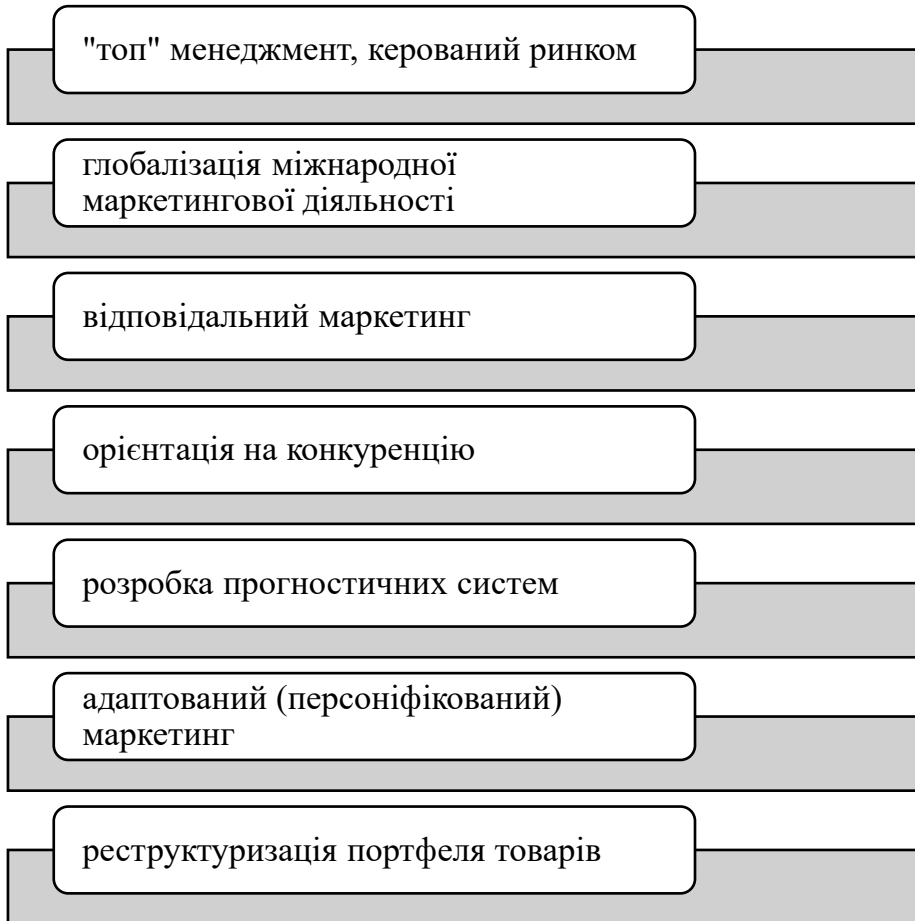 "топ" менеджмент, керований ринком
глобалізація міжнародної
маркетингової діяльності
відповідальний маркетинг
орієнтація на конкуренцію
розробка прогностичних систем
адаптований (персоніфікований)
маркетинг
реструктуризація портфеля товарів